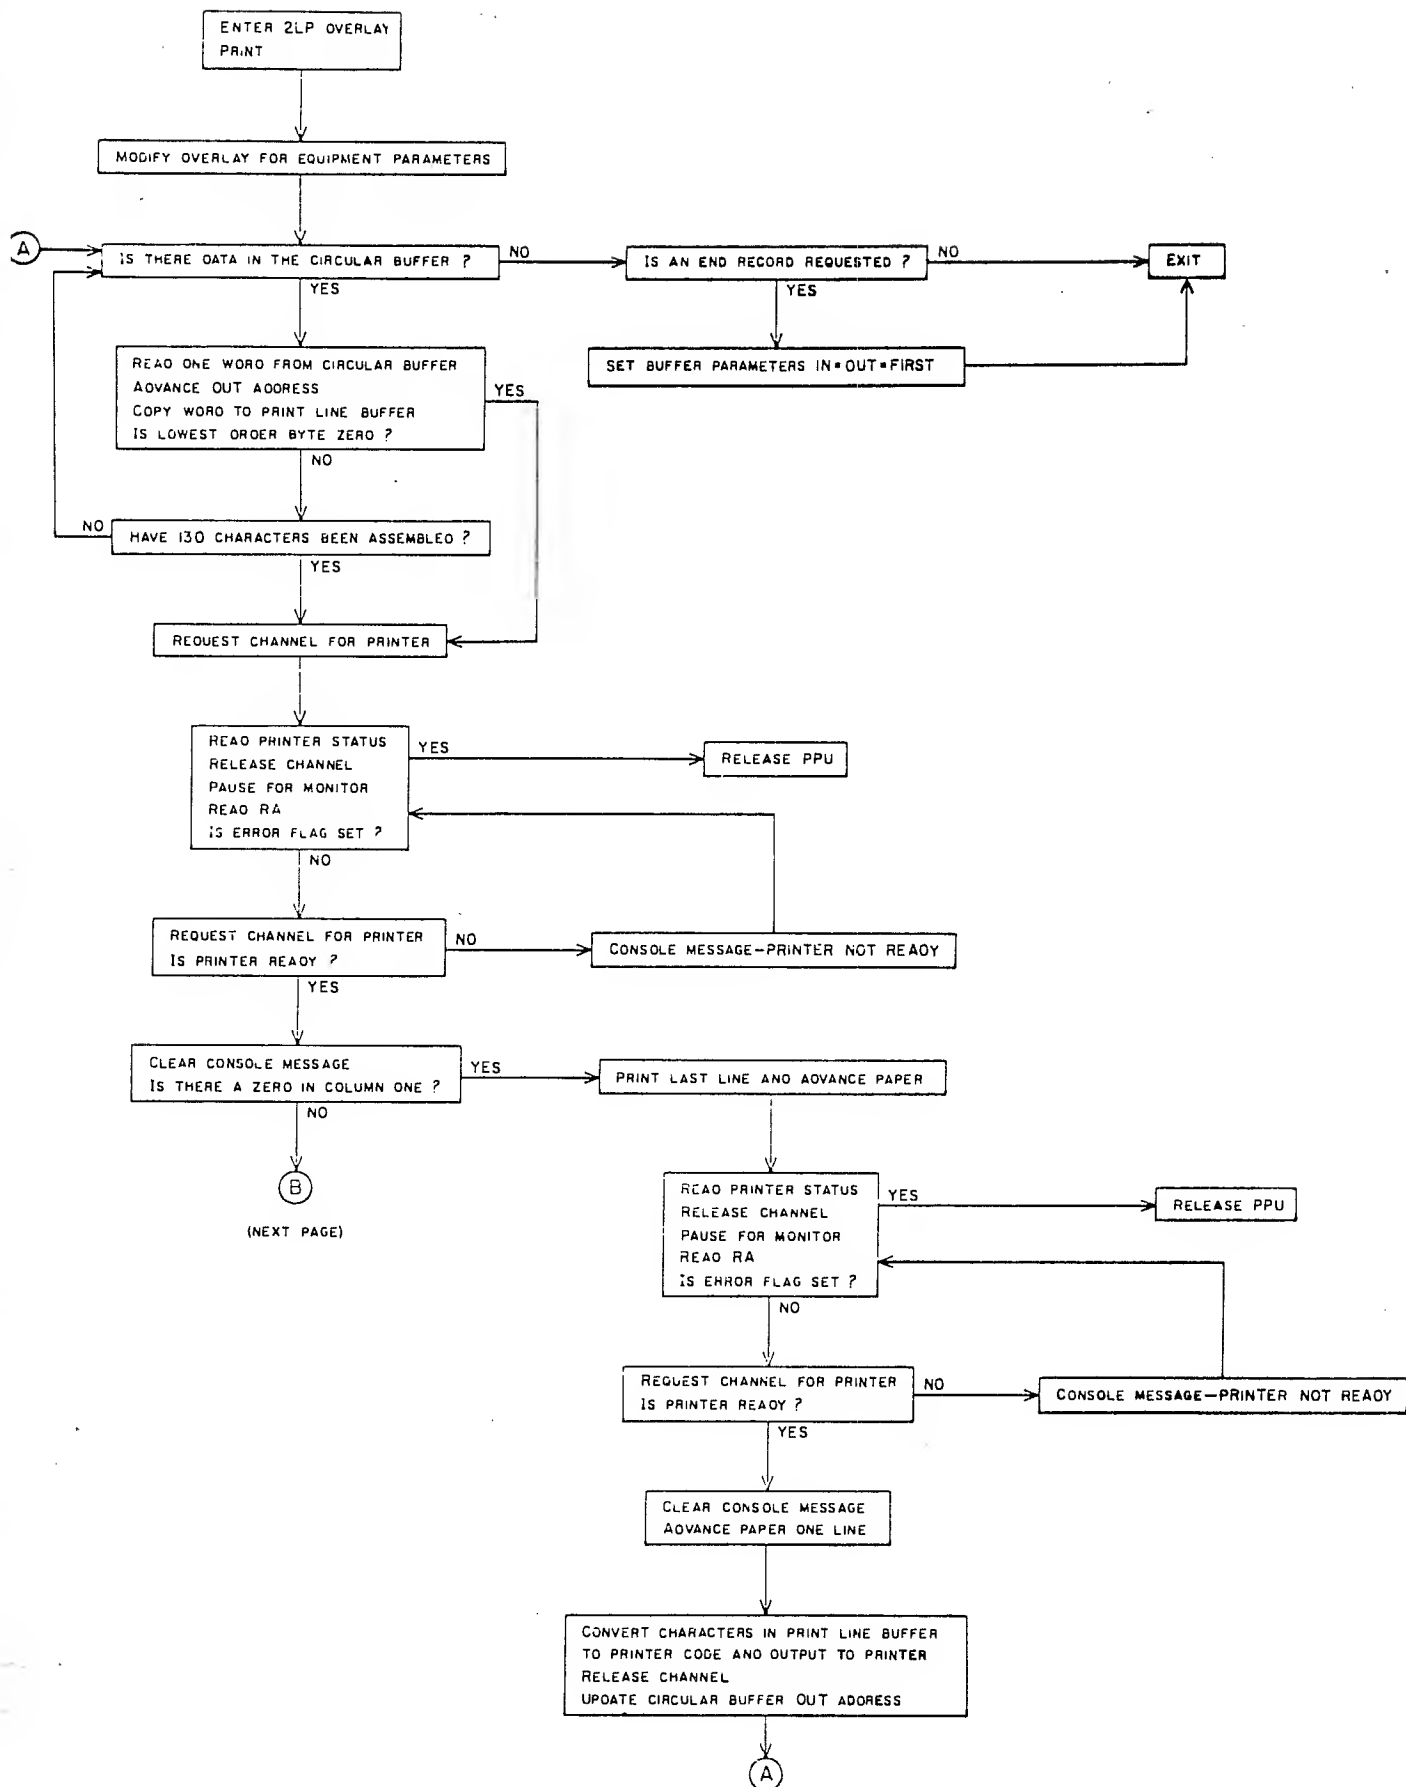 ENTER 2LP OVERLAY
PRINT
MODIFY OVERLAY FOR EQUIPMENT PARAMETERS
A
IS THERE DATA IN THE CIRCULAR BUFFER ?
NO
IS AN END RECORD REQUESTED ?
NO
EXIT
YES
YES
READ ONE WORD FROM CIRCULAR BUFFER
ADVANCE OUT ADDRESS
COPY WORD TO PRINT LINE BUFFER
IS LOWEST ORDER BYTE ZERO ?
YES
SET BUFFER PARAMETERS IN=OUT=FIRST
NO
NO
HAVE 130 CHARACTERS BEEN ASSEMBLED ?
YES
REQUEST CHANNEL FOR PRINTER
READ PRINTER STATUS
RELEASE CHANNEL
PAUSE FOR MONITOR
READ RA
IS ERROR FLAG SET ?
YES
RELEASE PPU
NO
REQUEST CHANNEL FOR PRINTER
IS PRINTER READY ?
NO
CONSOLE MESSAGE-PRINTER NOT READY
YES
CLEAR CONSOLE MESSAGE
IS THERE A ZERO IN COLUMN ONE ?
YES
PRINT LAST LINE AND ADVANCE PAPER
NO
B
(NEXT PAGE)
READ PRINTER STATUS
RELEASE CHANNEL
PAUSE FOR MONITOR
READ RA
IS ERROR FLAG SET ?
YES
RELEASE PPU
NO
REQUEST CHANNEL FOR PRINTER
IS PRINTER READY ?
NO
CONSOLE MESSAGE-PRINTER NOT READY
YES
CLEAR CONSOLE MESSAGE
ADVANCE PAPER ONE LINE
CONVERT CHARACTERS IN PRINT LINE BUFFER
TO PRINTER CODE AND OUTPUT TO PRINTER
RELEASE CHANNEL
UPDATE CIRCULAR BUFFER OUT ADDRESS
A